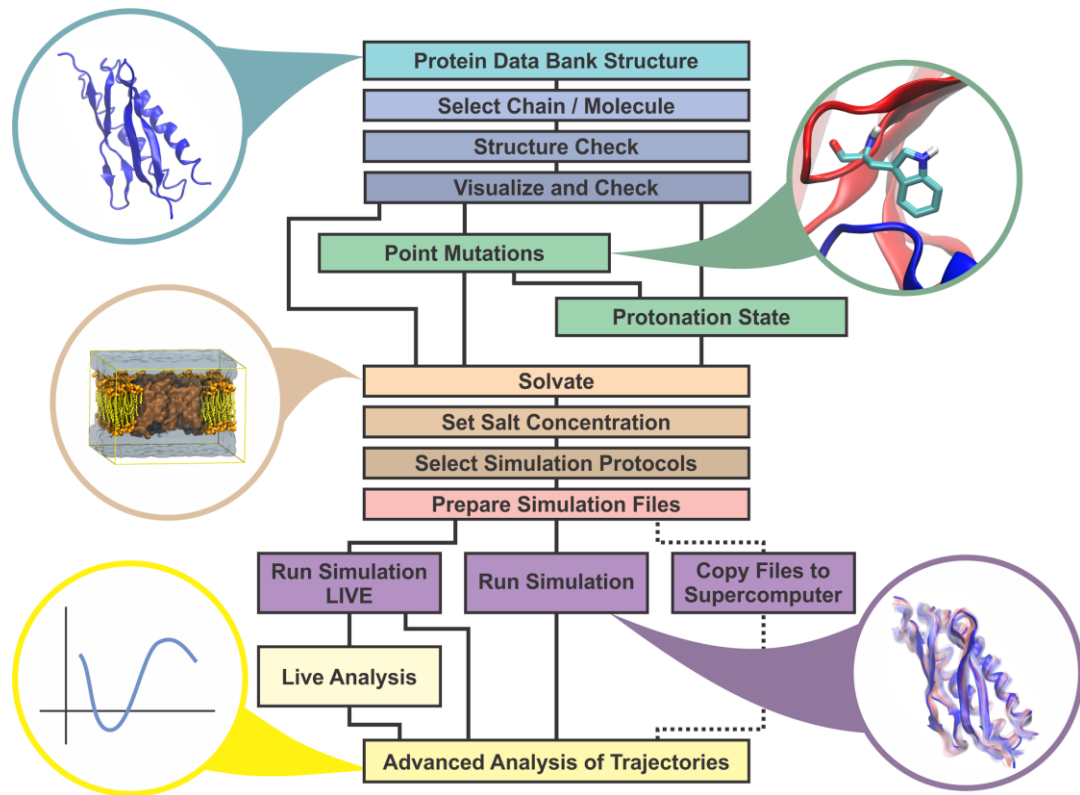 Protein Data Bank Structure
Select Chain / Molecule
Structure Check
Visualize and Check
Point Mutations
Protonation State
Solvate
Set Salt Concentration
Select Simulation Protocols
Prepare Simulation Files
Run Simulation
LIVE
Run Simulation
Copy Files to
Supercomputer
Live Analysis
Advanced Analysis of Trajectories